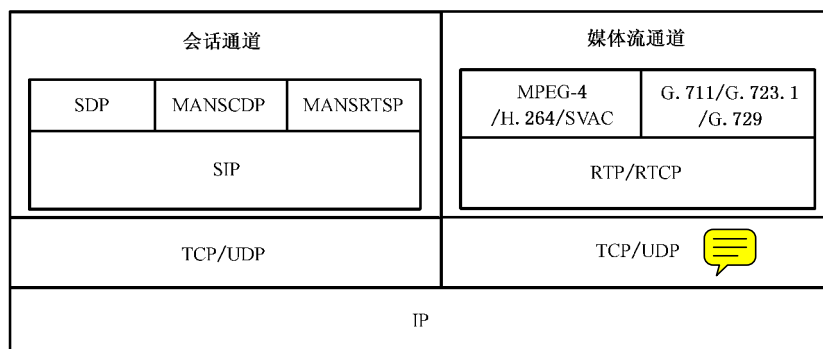 会话通道
媒体流通道
SDP
MANSCDP
MANSRTSP
SIP
MPEG-4
/H.264/SVAC
G.711/G.723.1
/G.729
RTP/RTCP
TCP/UDP
TCP/UDP
IP